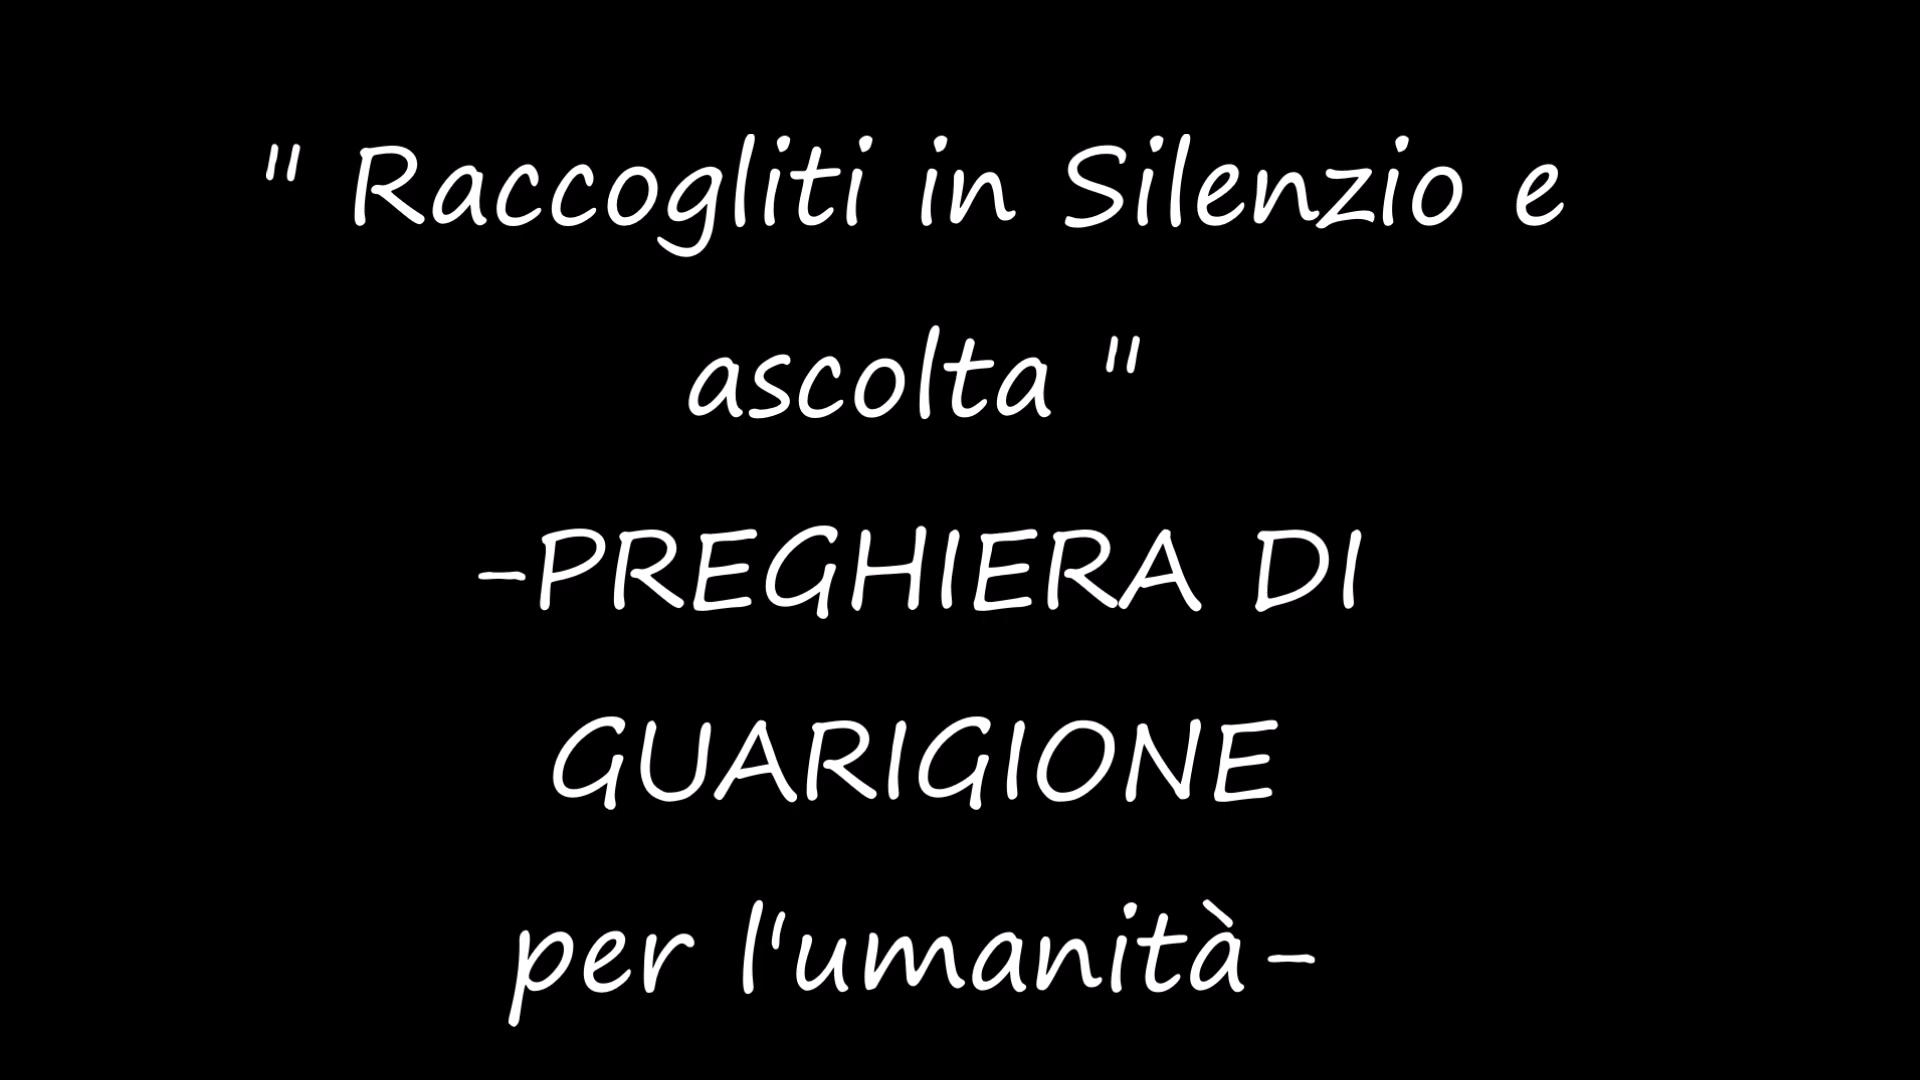 " Raccogliti in Silenzio e
ascolta "
-PREGHIERA DI
GUARIGIONE
per l'umanità-